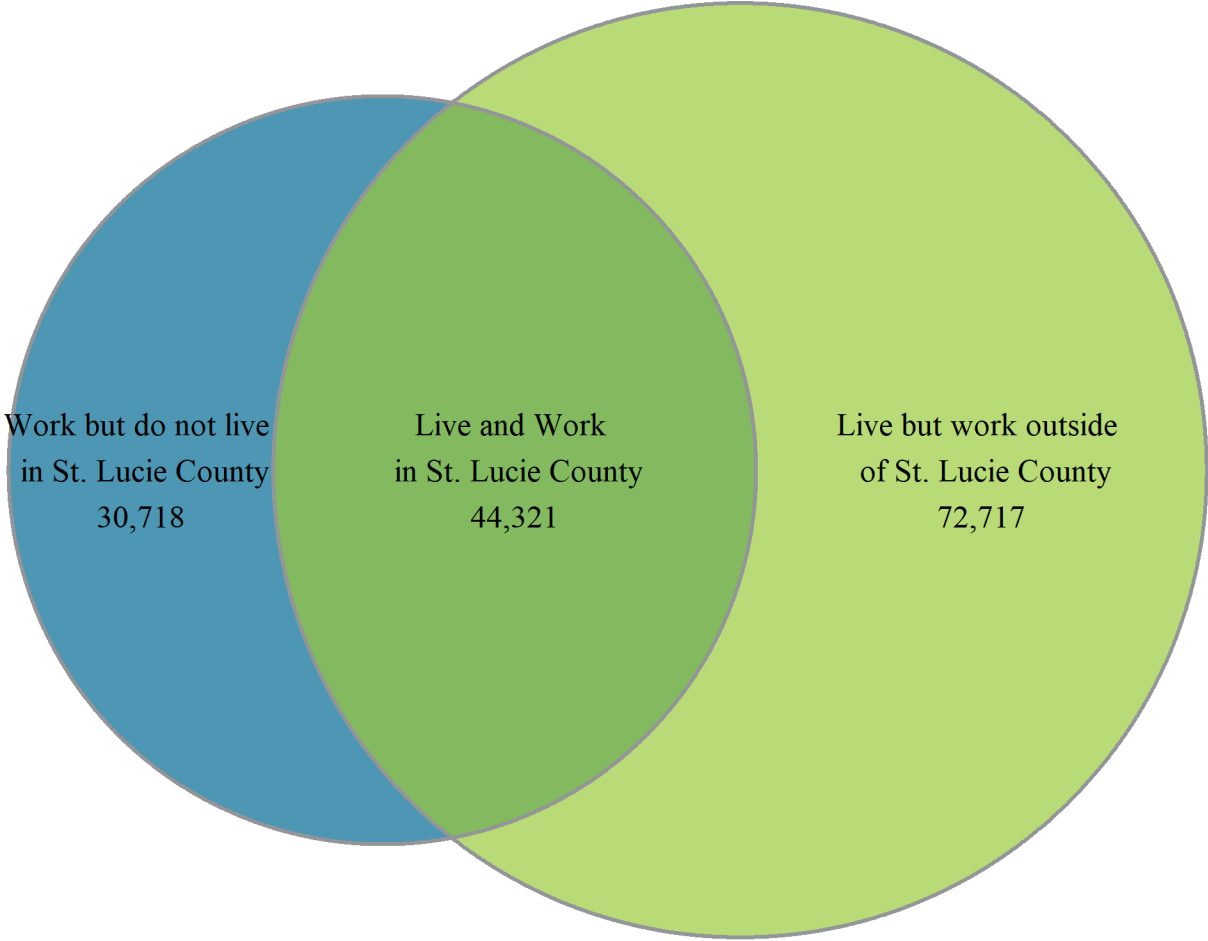 Work but do not live
in St. Lucie County
30,718
Live and Work
in St. Lucie County
44,321
Live but work outside
of St. Lucie County
72,717